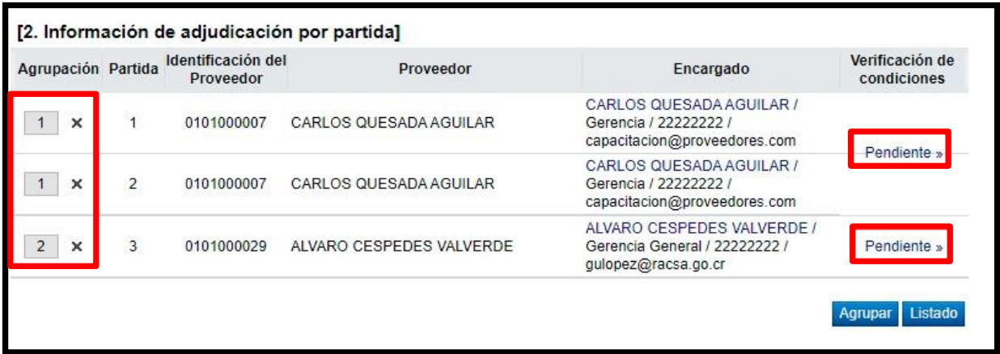 [2. Información de adjudicación por partida]
Agrupación Partida Identificación del Proveedor Proveedor Encargado Verificación de condiciones
1 × 1 0101000007 CARLOS QUESADA AGUILAR CARLOS QUESADA AGUILAR /
Gerencia / 22222222 /
capacitacion@proveedores.com
Pendiente »
1 × 2 0101000007 CARLOS QUESADA AGUILAR CARLOS QUESADA AGUILAR /
Gerencia / 22222222 /
capacitacion@proveedores.com
2 × 3 0101000029 ALVARO CESPEDES VALVERDE ALVARO CESPEDES VALVERDE /
Gerencia General / 22222222 /
gulopez@racsa.go.cr
Pendiente »
Agrupar Listado